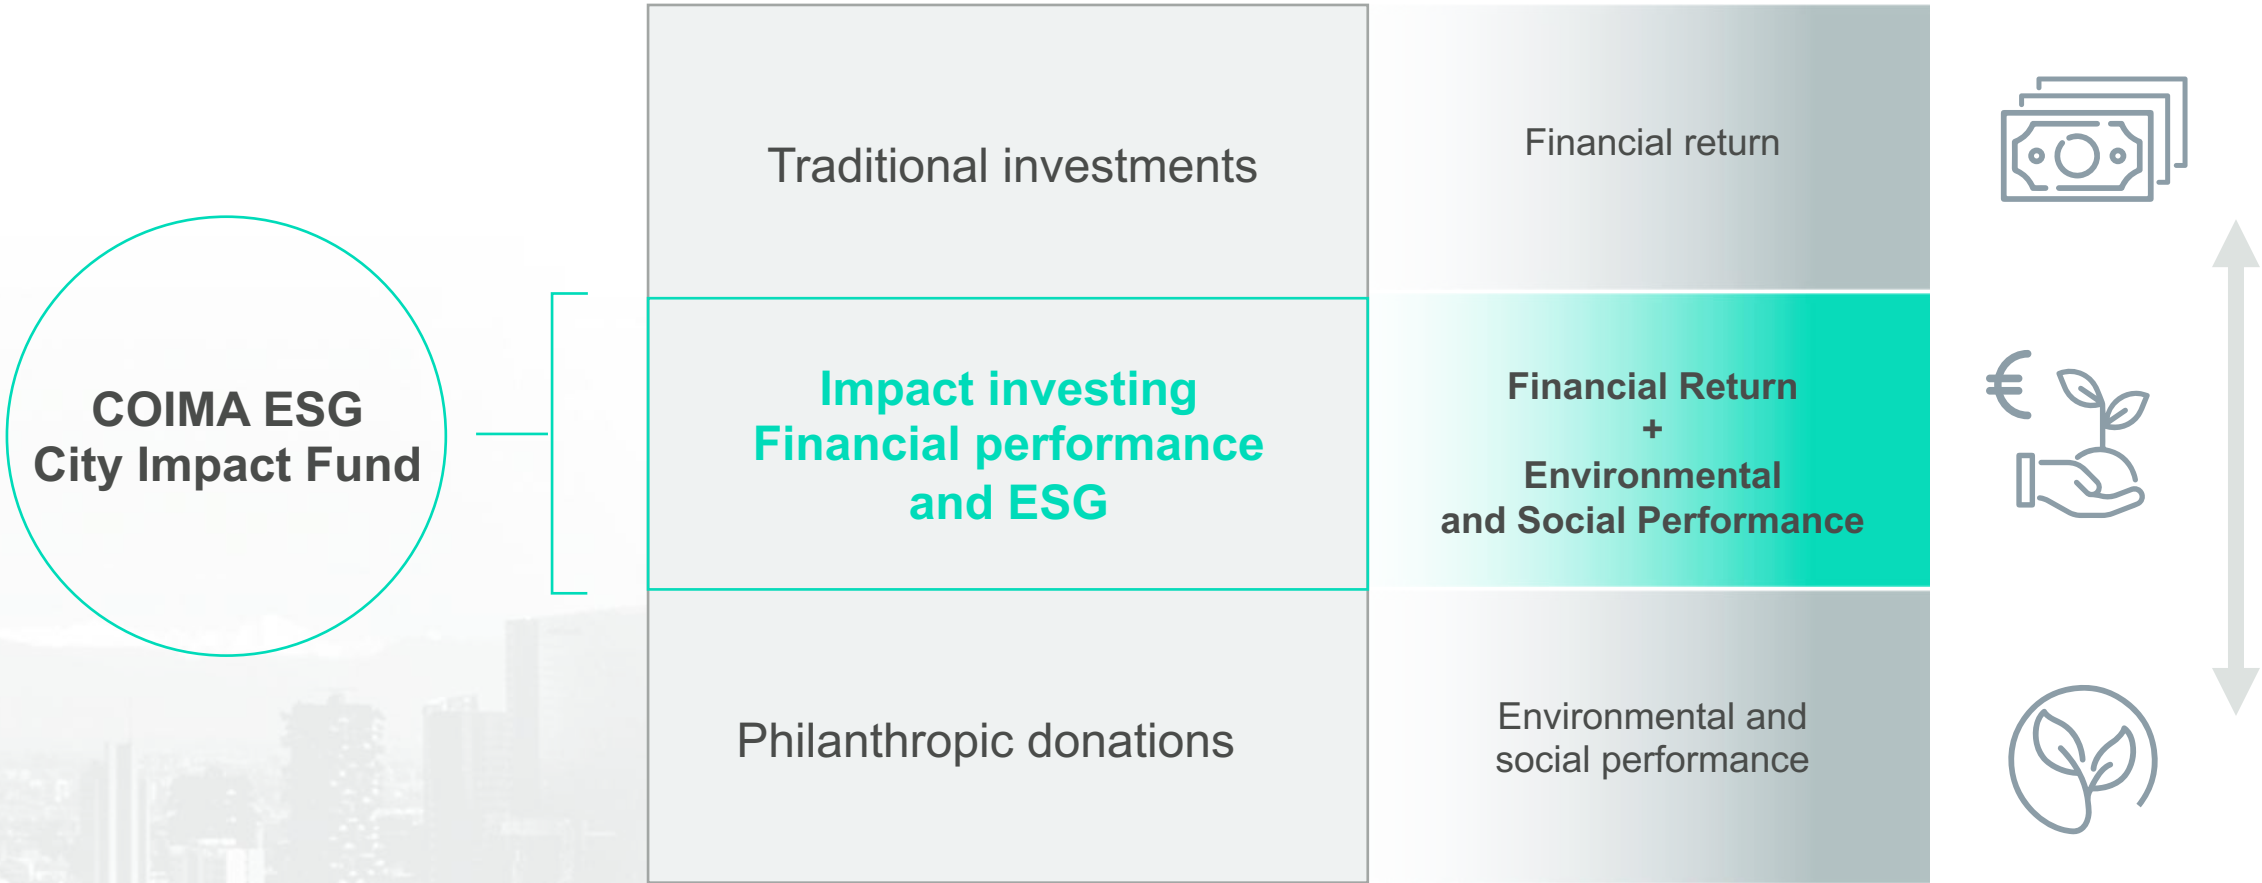 COIMA ESG
City Impact Fund
Traditional investments
Financial return
Impact investing
Financial performance
and ESG
Financial Return
+
Environmental
and Social Performance
€
Philanthropic donations
Environmental and
social performance